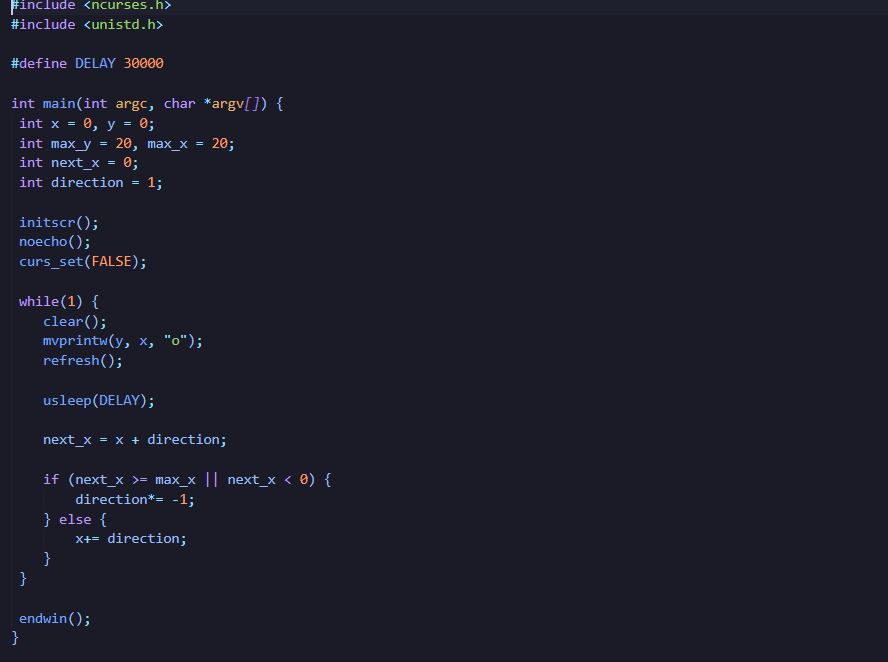 #include <ncurses.h>
#include <unistd.h>
#define DELAY 30000
int main(int argc, char *argv[]) {
int x = 0, y = 0;
int max_y = 20, max_x = 20;
int next_x = 0;
int direction = 1;
initscr();
noecho();
curs_set(FALSE);
while(1) {
clear();
mvprintw(y, x, "o");
refresh();
usleep(DELAY);
next_x = x + direction;
if (next_x >= max_x || next_x < 0) {
direction*= -1;
} else {
x+= direction;
}
}
endwin();
}